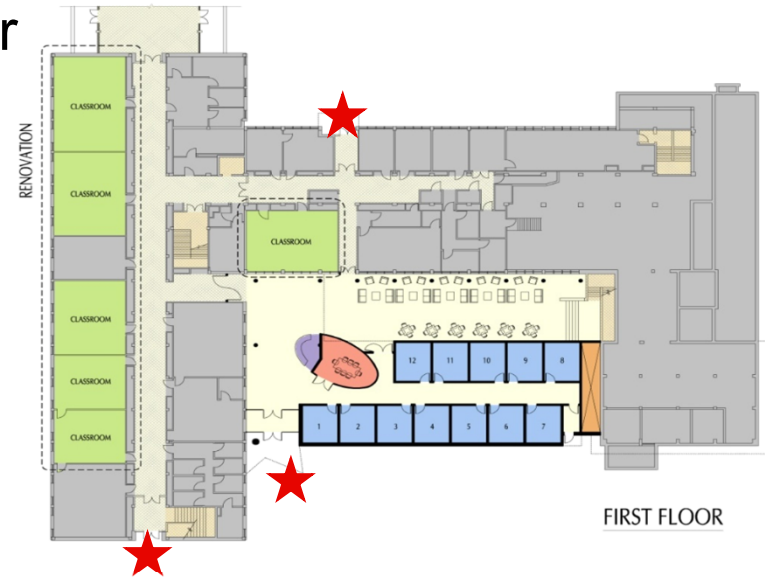 r
RENOVATION
CLASSROOM
CLASSROOM
CLASSROOM
CLASSROOM
CLASSROOM
CLASSROOM
12 11 10 9 8
1 2 3 4 5 6 7
FIRST FLOOR